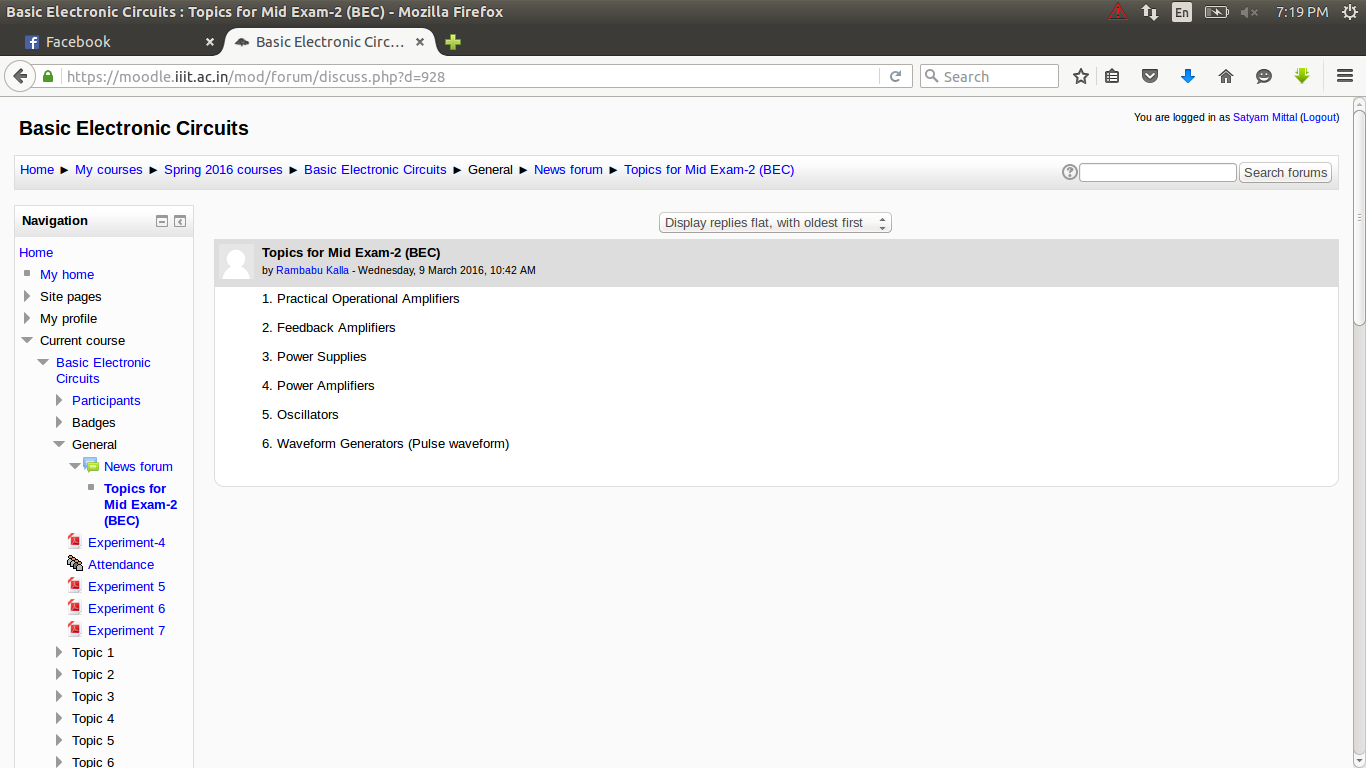 Basic Electronic Circuits : Topics for Mid Exam-2 (BEC) - Mozilla Firefox
En
7:19 PM
Facebook
Basic Electronic Circ...
https://moodle.iiit.ac.in/mod/forum/discuss.php?d=928
Search
Basic Electronic Circuits
You are logged in as Satyam Mittal (Logout)
Home ► My courses ► Spring 2016 courses ► Basic Electronic Circuits ► General ► News forum ► Topics for Mid Exam-2 (BEC)
Search forums
Navigation
Home
My home
Site pages
My profile
Current course
Basic Electronic
Circuits
Participants
Badges
General
News forum
Topics for
Mid Exam-2
(BEC)
Experiment-4
Attendance
Experiment 5
Experiment 6
Experiment 7
Topic 1
Topic 2
Topic 3
Topic 4
Topic 5
Topic 6
Display replies flat, with oldest first
Topics for Mid Exam-2 (BEC)
by Rambabu Kalla - Wednesday, 9 March 2016, 10:42 AM
1. Practical Operational Amplifiers
2. Feedback Amplifiers
3. Power Supplies
4. Power Amplifiers
5. Oscillators
6. Waveform Generators (Pulse waveform)